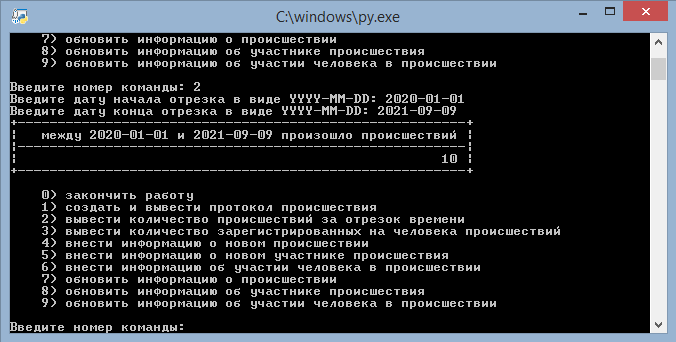 C:\windows\py.exe
7) обновить информацию о происшествии
8) обновить информацию об участнике происшествия
9) обновить информацию об участии человека в происшествии
Введите номер команды: 2
Введите дату начала отрезка в виде YYYY-MM-DD: 2020-01-01
Введите дату конца отрезка в виде YYYY-MM-DD: 2021-09-09
между 2020-01-01 и 2021-09-09 произошло происшествий
10
0) закончить работу
1) создать и вывести протокол происшествия
2) вывести количество происшествий за отрезок времени
3) вывести количество зарегистрированных на человека происшествий
4) внести информацию о новом происшествии
5) внести информацию о новом участнике происшествия
6) внести информацию об участии человека в происшествии
7) обновить информацию о происшествии
8) обновить информацию об участнике происшествия
9) обновить информацию об участии человека в происшествии
Введите номер команды: